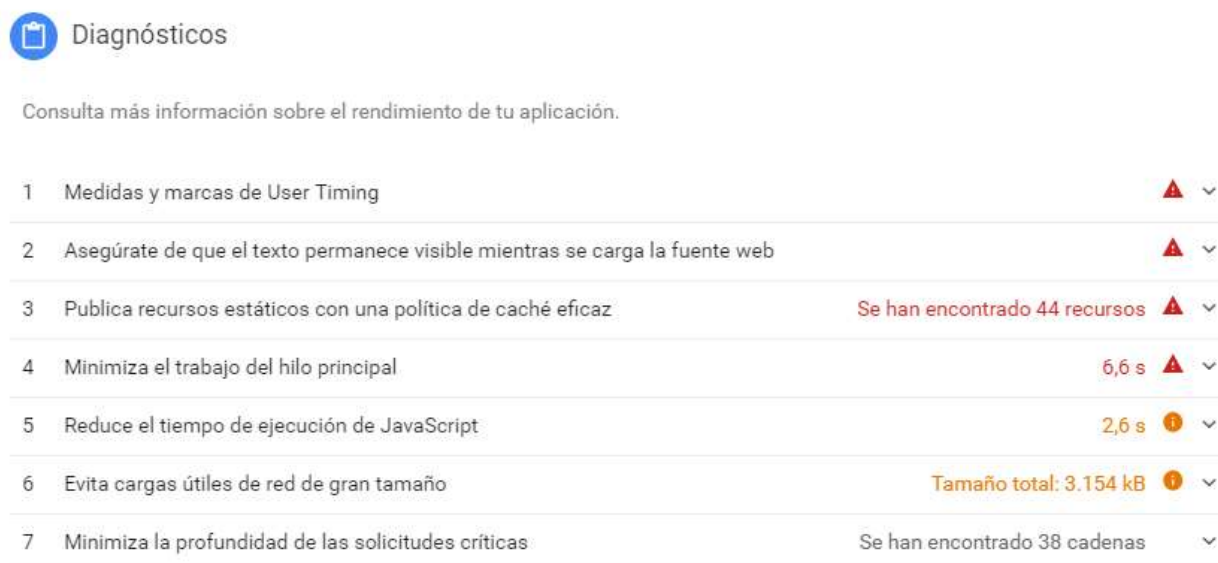 Diagnósticos
Consulta más información sobre el rendimiento de tu aplicación.
1 Medidas y marcas de User Timing
2 Asegúrate de que el texto permanece visible mientras se carga la fuente web
3 Publica recursos estáticos con una política de caché eficaz Se han encontrado 44 recursos
4 Minimiza el trabajo del hilo principal 6,6 s
5 Reduce el tiempo de ejecución de JavaScript 2,6 s
6 Evita cargas útiles de red de gran tamaño Tamaño total: 3.154 kB
7 Minimiza la profundidad de las solicitudes críticas Se han encontrado 38 cadenas